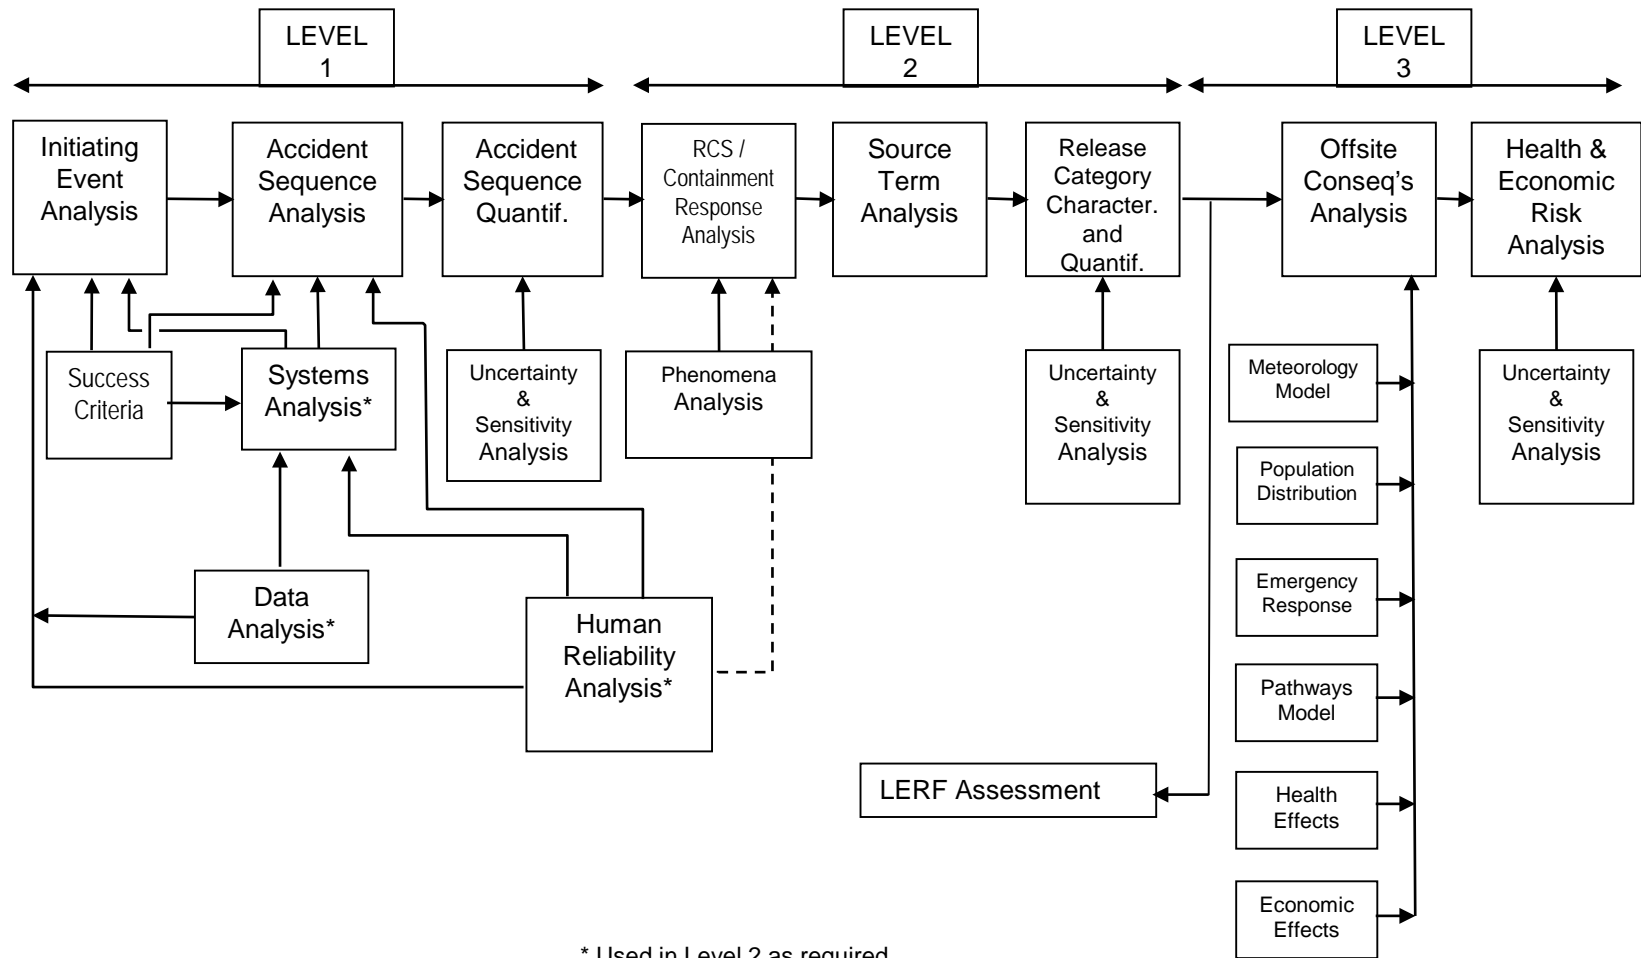 LEVEL
1
LEVEL
2
LEVEL
3
Initiating
Event
Analysis
Accident
Sequence
Analysis
Accident
Sequence
Quantif.
RCS /
Containment
Response
Analysis
Source
Term
Analysis
Release
Category
Character.
and
Quantif.
Offsite
Conseq's
Analysis
Health &
Economic
Risk
Analysis
Success
Criteria
Systems
Analysis*
Uncertainty
&
Sensitivity
Analysis
Phenomena
Analysis
Uncertainty
&
Sensitivity
Analysis
Meteorology
Model
Uncertainty
&
Sensitivity
Analysis
Population
Distribution
Data
Analysis*
Human
Reliability
Analysis*
Emergency
Response
Pathways
Model
LERF Assessment
Health
Effects
Economic
Effects
* Used in Level 2 as required